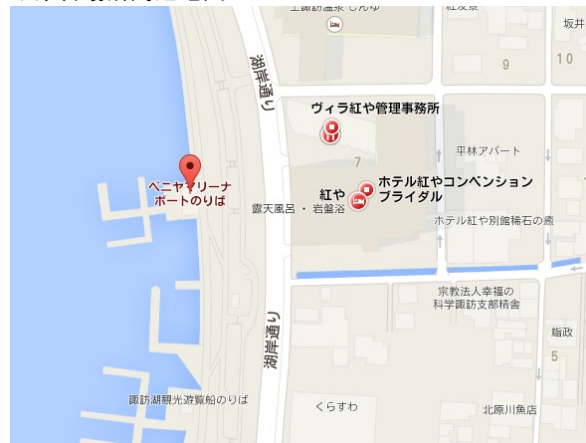 上諏訪温泉 しんゆ
坂井
9
10
湖岸通り
ヴィラ紅や管理事務所
7
平林アパート
ベニヤマリーナ
ボートのりば
紅や
ホテル紅やコンベンション
ブライダル
露天風呂 ・ 岩盤浴
ホテル紅や別館稀石の癒
宗教法人幸福の
科学諏訪支部精舎
湖岸通り
鮨政
5
諏訪湖観光遊覧船のりば
くらすわ
北原川魚店